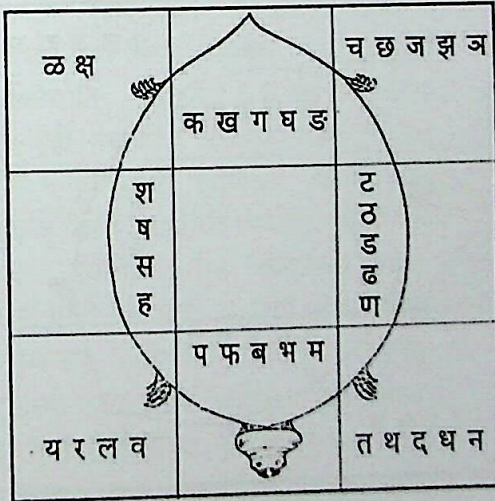 ळ क्ष
च छ ज झ ञ
क ख ग घ ङ
श
ष
स
ह
ट
ठ
ड
ढ
ण
प फ ब भ म
य र ल व
त थ द ध न